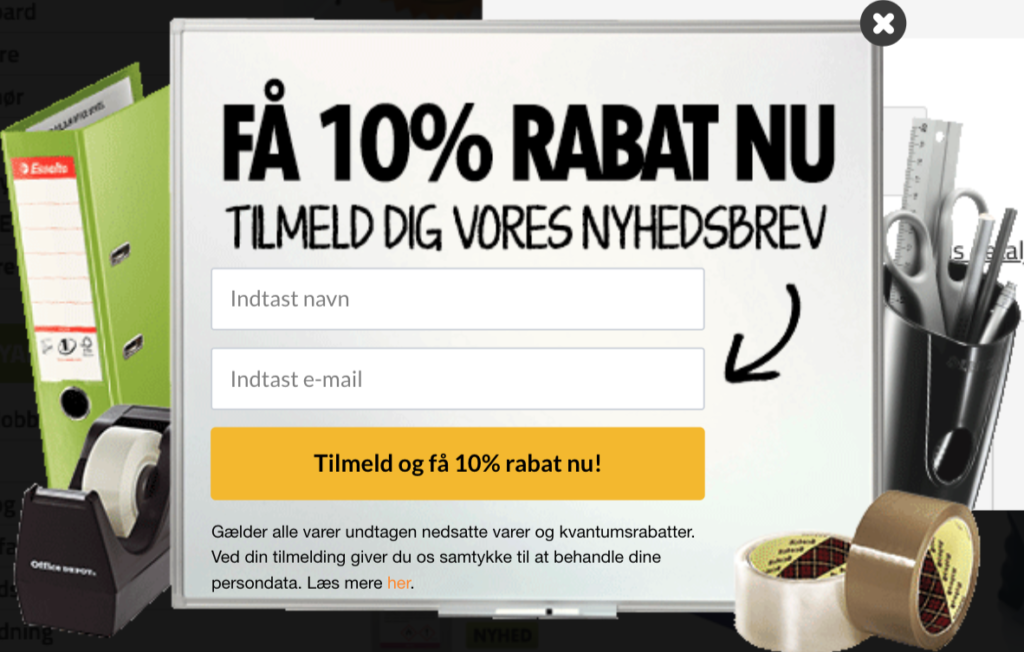 FÅ 10% RABAT NU
TILMELD DIG VORES NYHEDSBREV
Indtast navn
Indtast e-mail
Tilmeld og få 10% rabat nu!
Gælder alle varer undtagen nedsatte varer og kvantumsrabatter.
Ved din tilmelding giver du os samtykke til at behandle dine
persondata. Læs mere her.
Esselte
Office DEPOT.
NYHED